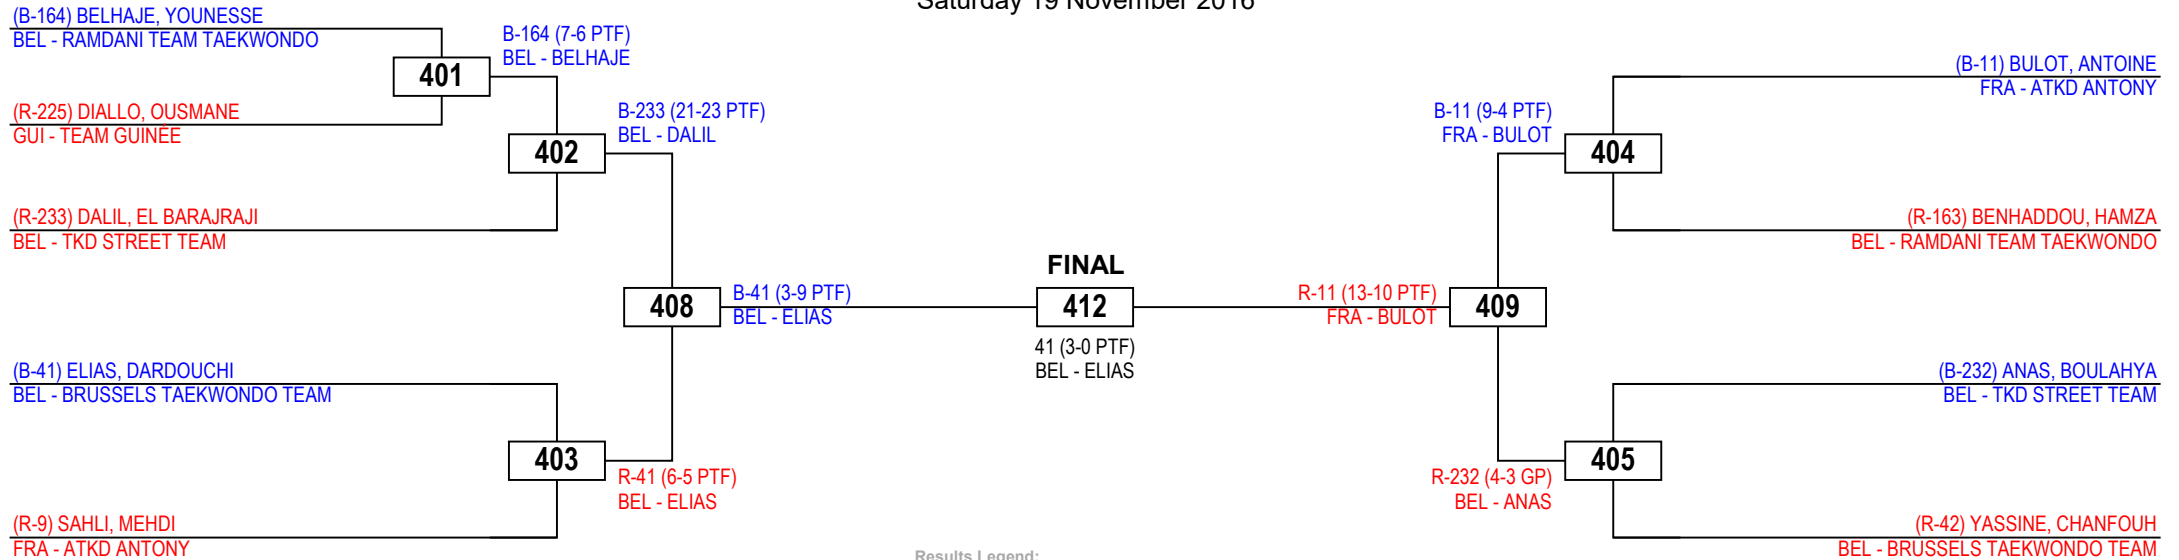 Saturday 19 November 2016
(B-164) BELHAJE, YOUNESSE
BEL - RAMDANI TEAM TAEKWONDO
B-164 (7-6 PTF)
BEL - BELHAJE
401
(R-225) DIALLO, OUSMANE
GUI - TEAM GUINÉE
B-233 (21-23 PTF)
BEL - DALIL
402
(R-233) DALIL, EL BARAJRAJI
BEL - TKD STREET TEAM
408
B-41 (3-9 PTF)
BEL - ELIAS
(B-41) ELIAS, DARDOUCHI
BEL - BRUSSELS TAEKWONDO TEAM
403
R-41 (6-5 PTF)
BEL - ELIAS
(R-9) SAHLI, MEHDI
FRA - ATKD ANTONY
FINAL
412
41 (3-0 PTF)
BEL - ELIAS
(B-11) BULOT, ANTOINE
FRA - ATKD ANTONY
B-11 (9-4 PTF)
FRA - BULOT
404
(R-163) BENHADDOU, HAMZA
BEL - RAMDANI TEAM TAEKWONDO
R-11 (13-10 PTF)
FRA - BULOT
409
(B-232) ANAS, BOULAHYA
BEL - TKD STREET TEAM
405
R-232 (4-3 GP)
BEL - ANAS
(R-42) YASSINE, CHANFOUH
BEL - BRUSSELS TAEKWONDO TEAM
Results Legend: